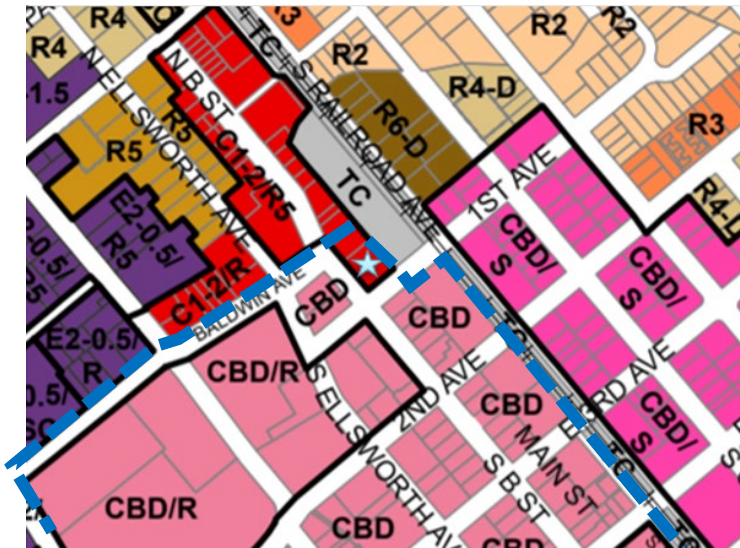 R4
R4
R3
R2
R2
R2
-1.5
N ELLSWORTH AVE
N B ST
TC
S RAILROAD AVE
R4-D
R6-D
R3
R5
R5
C1-2/R5
TC
1ST AVE
R4-D
E2-0.5/
R5
CBD/
S
CBD/
S
C1-2/R
BALDWIN AVE
CBD
CBD
E2-0.5/
R
CBD/R
S ELLSWORTH AVE
2ND AVE
CBD
3RD AVE
CBD/
S
0.5/
MAIN ST
TC
S B ST
CBD/R
CBD
CBD
TC